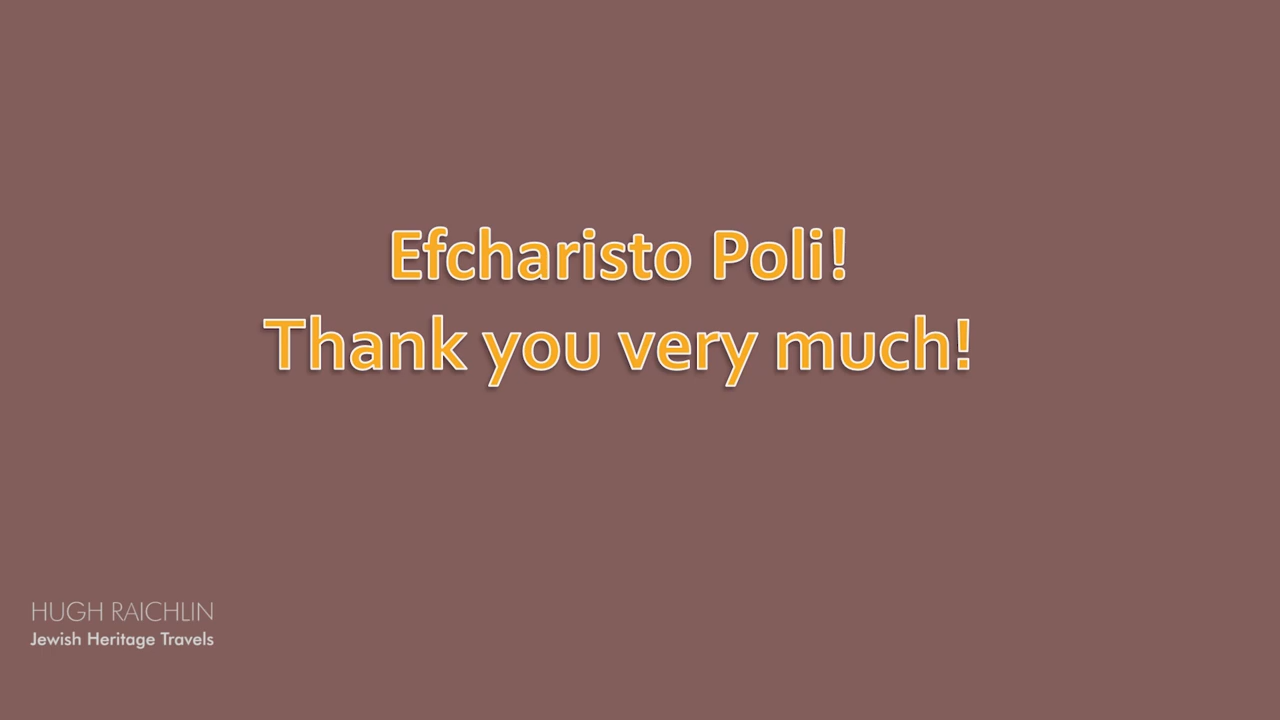 Efcharisto Poli!
Thank you very much!
HUGH RAICHLIN
Jewish Heritage Travels